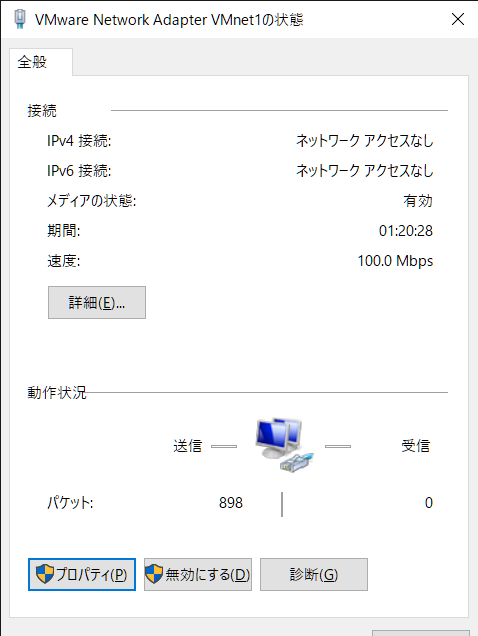 VMware Network Adapter VMnet1の状態
全般
接続
IPv4 接続: ネットワーク アクセスなし
IPv6 接続: ネットワーク アクセスなし
メディアの状態: 有効
期間: 01:20:28
速度: 100.0 Mbps
詳細(E)...
動作状況
送信 受信
パケット: 898 0
プロパティ(P) 無効にする(D) 診断(G)